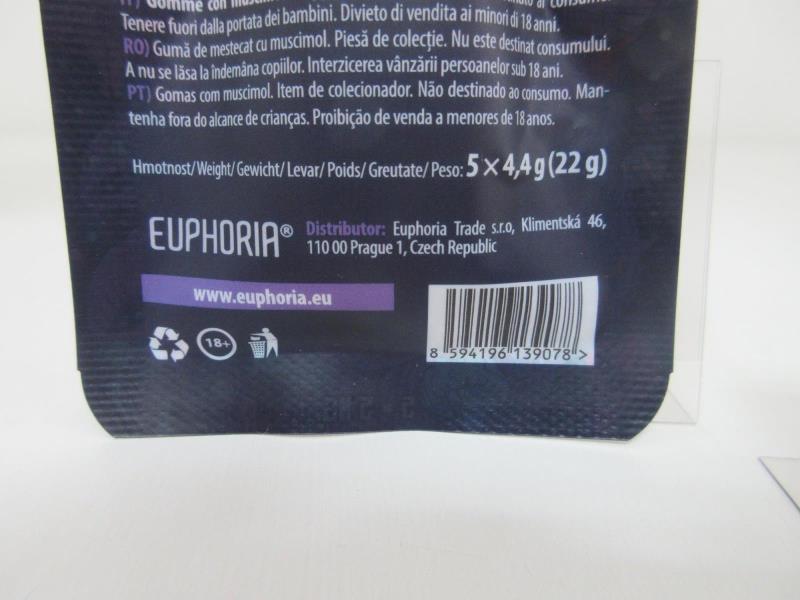 IT) Gomme con
Tenere fuori dalla portata dei bambini. Divieto di vendita ai minori di 18 anni.
RO) Gumă de mestecat cu muscimol. Piesă de colecție. Nu este destinat consumului.
A nu se lăsa la îndemâna copiilor. Interzicerea vânzării persoanelor sub 18 ani.
PT) Gomas com muscimol. Item de colecionador. Não destinado ao consumo. Man-
tenha fora do alcance de crianças. Proibição de venda a menores de 18 anos.
Hmotnost/Weight/Gewicht/Levar/Poids/Greutate/Peso: 5 × 4,4 g (22 g)
EUPHORIA® Distributor: Euphoria Trade s.r.o, Klimentská 46,
110 00 Prague 1, Czech Republic
www.euphoria.eu
18+
8 594196 139078 >